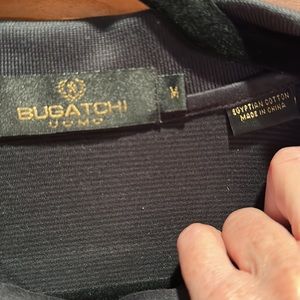 BUGATCHI
UOMO
M
EGYPTIAN COTTON
MADE IN CHINA